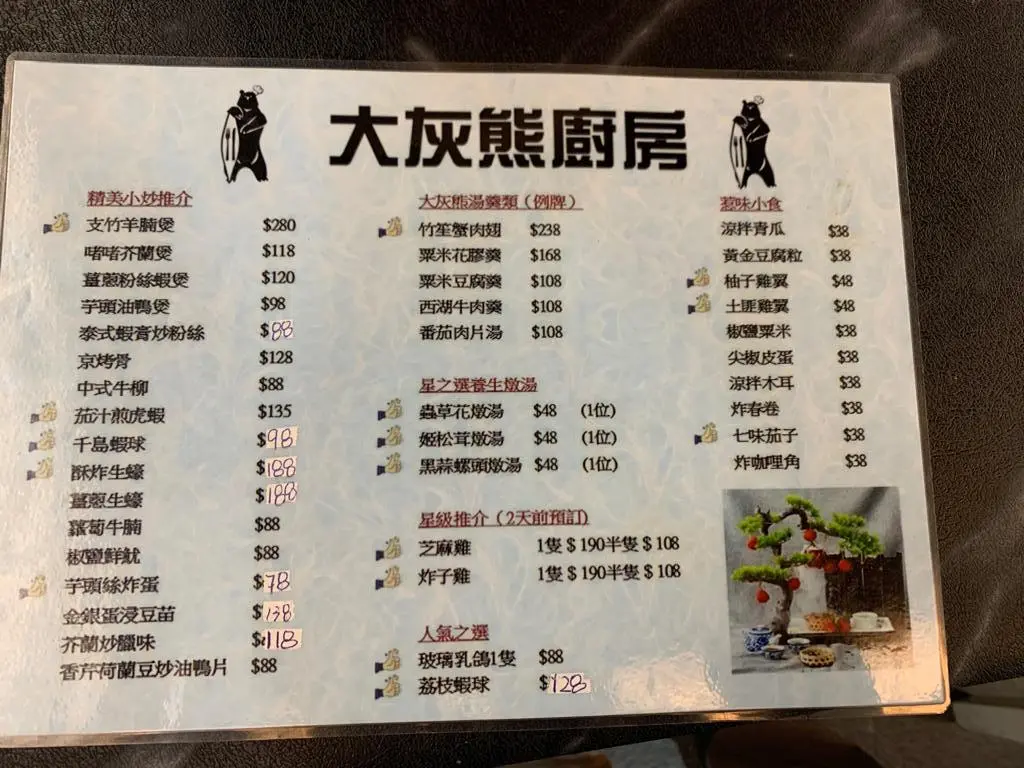 大灰熊廚房
精美小炒推介
支竹羊腩煲 $280
啫啫芥蘭煲 $118
薑蔥粉絲蝦煲 $120
芋頭油鴨煲 $98
泰式蝦膏炒粉絲 $88
京烤骨 $128
中式牛柳 $88
茄汁煎虎蝦 $135
千島蝦球 $98
酥炸生蠔 $188
薑蔥生蠔 $188
蘿蔔牛腩 $88
椒鹽鮮魷 $88
芋頭絲炸蛋 $78
金銀蛋浸豆苗 $138
芥蘭炒臘味 $118
香芹荷蘭豆炒油鴨片 $88
大灰熊湯羹類（例牌）
竹笙蟹肉翅 $238
粟米花膠羹 $168
粟米豆腐羹 $108
西湖牛肉羹 $108
番茄肉片湯 $108
星之選養生燉湯
蟲草花燉湯 $48 (1位)
姬松茸燉湯 $48 (1位)
黑蒜螺頭燉湯 $48 (1位)
星級推介（2天前預訂)
芝麻雞 1隻 $ 190半隻 $ 108
炸子雞 1隻 $ 190半隻 $ 108
人氣之選
玻璃乳鴿1隻 $88
荔枝蝦球 $128
惹味小食
涼拌青瓜 $38
黃金豆腐粒 $38
柚子雞翼 $48
土匪雞翼 $48
椒鹽粟米 $38
尖椒皮蛋 $38
涼拌木耳 $38
炸春卷 $38
七味茄子 $38
炸咖哩角 $38